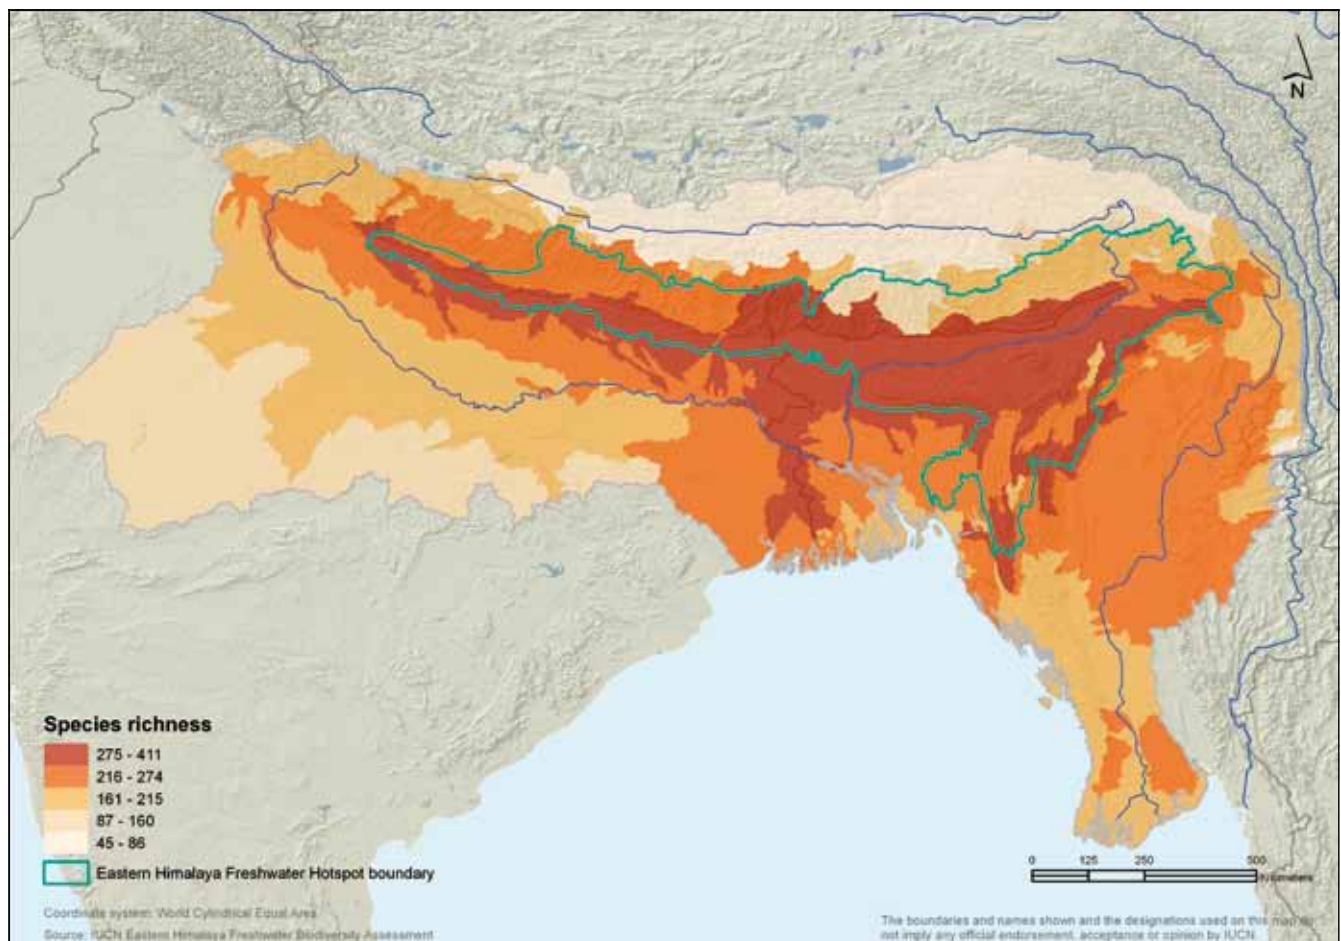 N
Species richness
275 - 411
216 - 274
161 - 215
87 - 160
45 - 86
Eastern Himalaya Freshwater Hotspot boundary
Coordinate system: World Cylindrical Equal Area
Source: IUCN Eastern Himalaya Freshwater Biodiversity Assessment
0 125 250 500
Kilometers
The boundaries and names shown and the designations used on this map do
not imply any official endorsement, acceptance or opinion by IUCN.